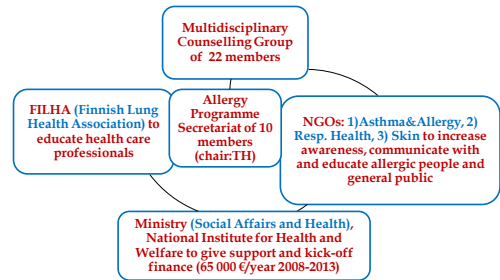 Multidisciplinary
Counselling Group
of 22 members
FILHA (Finnish Lung
Health Association) to
educate health care
professionals
Allergy
Programme
Secretariat of 10
members
(chair:TH)
NGOs: 1)Asthma&Allergy, 2)
Resp. Health, 3) Skin to increase
awareness, communicate with
and educate allergic people and
general public
Ministry (Social Affairs and Health),
National Institute for Health and
Welfare to give support and kick-off
finance (65 000 €/year 2008-2013)